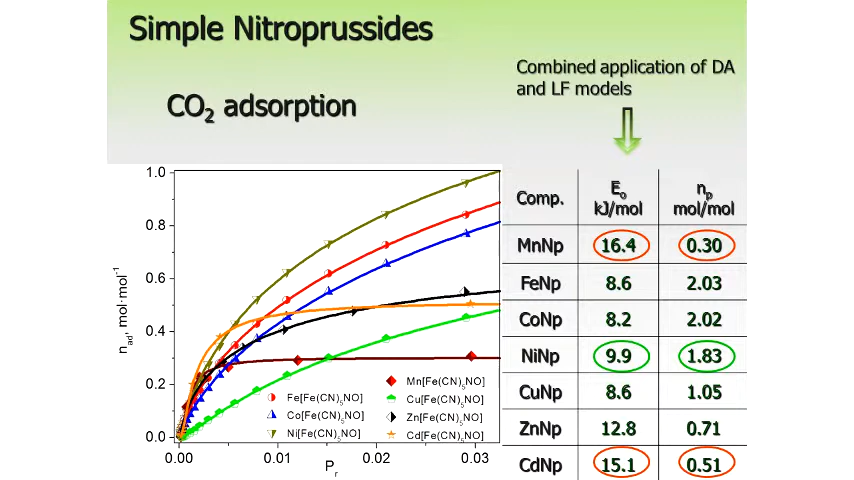 Simple Nitroprussides
CO₂ adsorption
Combined application of DA
and LF models
1.0
0.8
0.6
0.4
0.2
0.0
n_ad, mol·mol⁻¹
0.00
0.01
0.02
0.03
P_r
Fe[Fe(CN)₅NO]
Co[Fe(CN)₅NO]
Ni[Fe(CN)₅NO]
Mn[Fe(CN)₅NO]
Cu[Fe(CN)₅NO]
Zn[Fe(CN)₅NO]
Cd[Fe(CN)₅NO]
Comp. E₀ kJ/mol n_p mol/mol
MnNp 16.4 0.30
FeNp 8.6 2.03
CoNp 8.2 2.02
NiNp 9.9 1.83
CuNp 8.6 1.05
ZnNp 12.8 0.71
CdNp 15.1 0.51